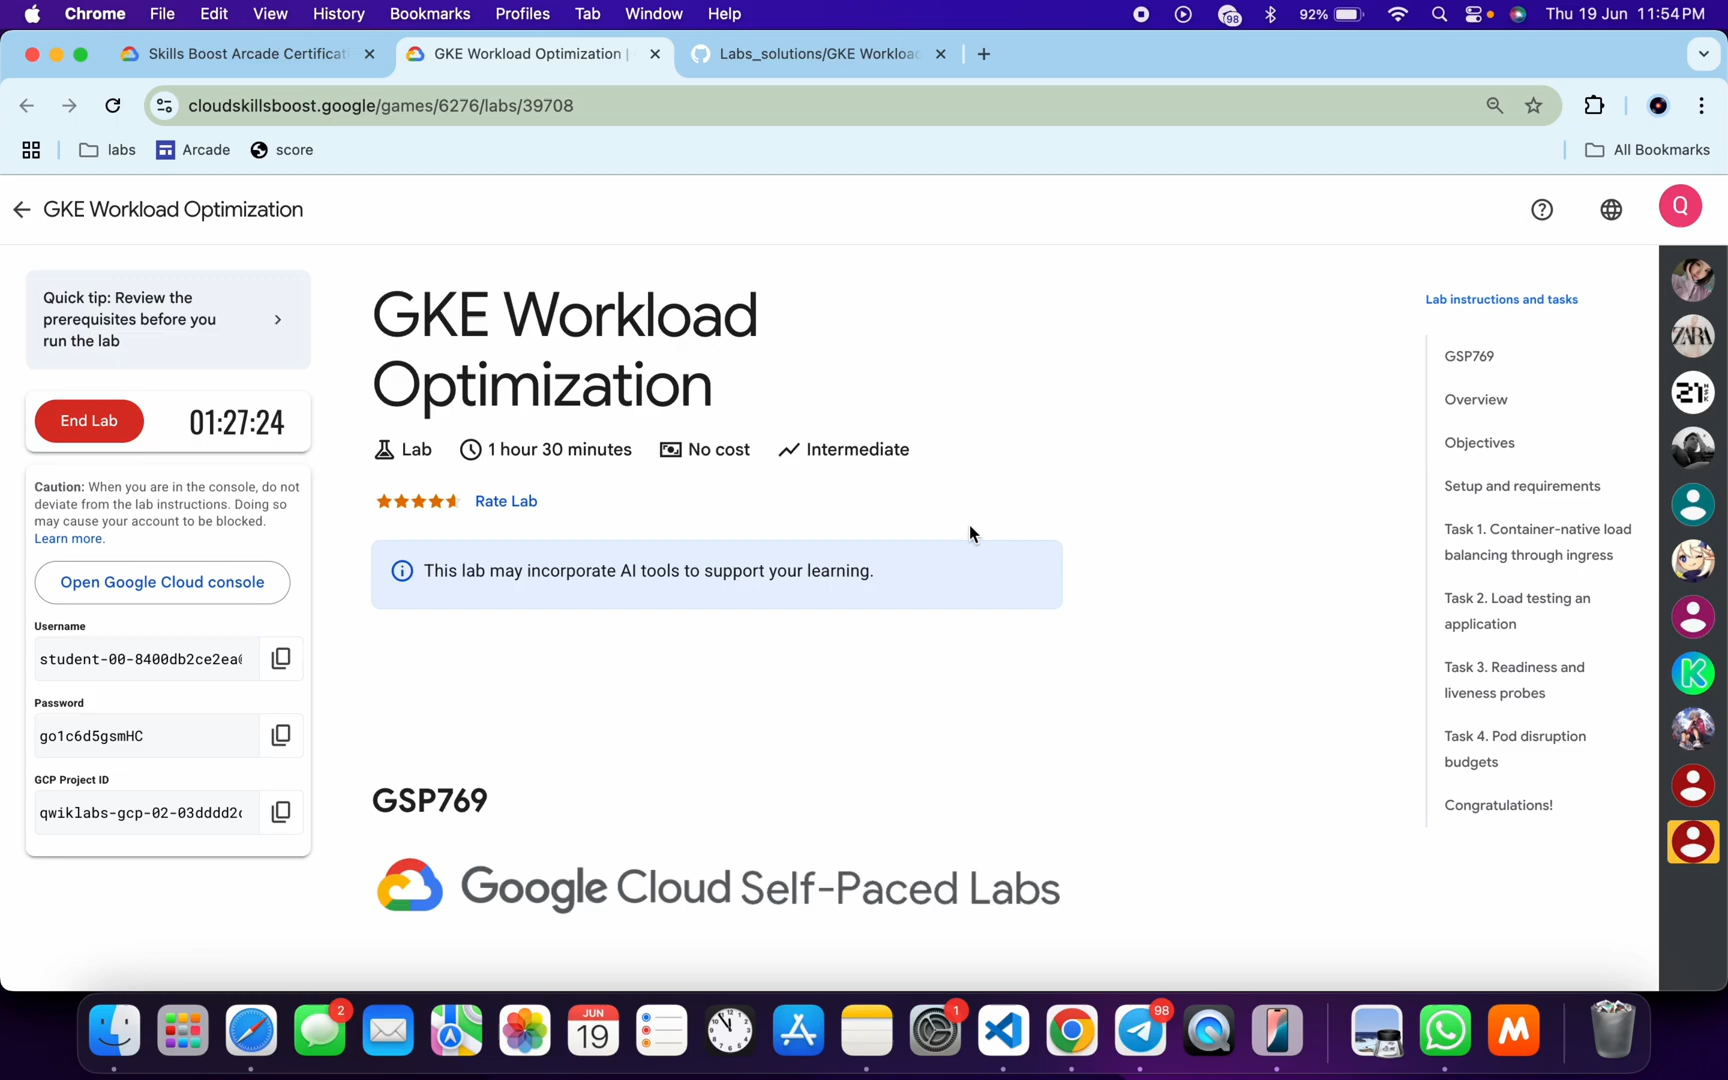 Chrome File Edit View History Bookmarks Profiles Tab Window Help
98 92% Thu 19 Jun 11:54 PM
Skills Boost Arcade Certificat
GKE Workload Optimization |
Labs_solutions/GKE Workload
cloudskillsboost.google/games/6276/labs/39708
labs Arcade score All Bookmarks
GKE Workload Optimization
Q
Quick tip: Review the
prerequisites before you
run the lab
End Lab 01:27:24
Caution: When you are in the console, do not
deviate from the lab instructions. Doing so
may cause your account to be blocked.
Learn more.
Open Google Cloud console
Username
student-00-8400db2ce2ea@
Password
go1c6d5gsmHC
GCP Project ID
qwiklabs-gcp-02-03dddd2c
GKE Workload
Optimization
Lab 1 hour 30 minutes No cost Intermediate
Rate Lab
This lab may incorporate AI tools to support your learning.
GSP769
Google Cloud Self-Paced Labs
Lab instructions and tasks
GSP769
Overview
Objectives
Setup and requirements
Task 1. Container-native load
balancing through ingress
Task 2. Load testing an
application
Task 3. Readiness and
liveness probes
Task 4. Pod disruption
budgets
Congratulations!
ZARA
21
K
2
JUN
19
1
98